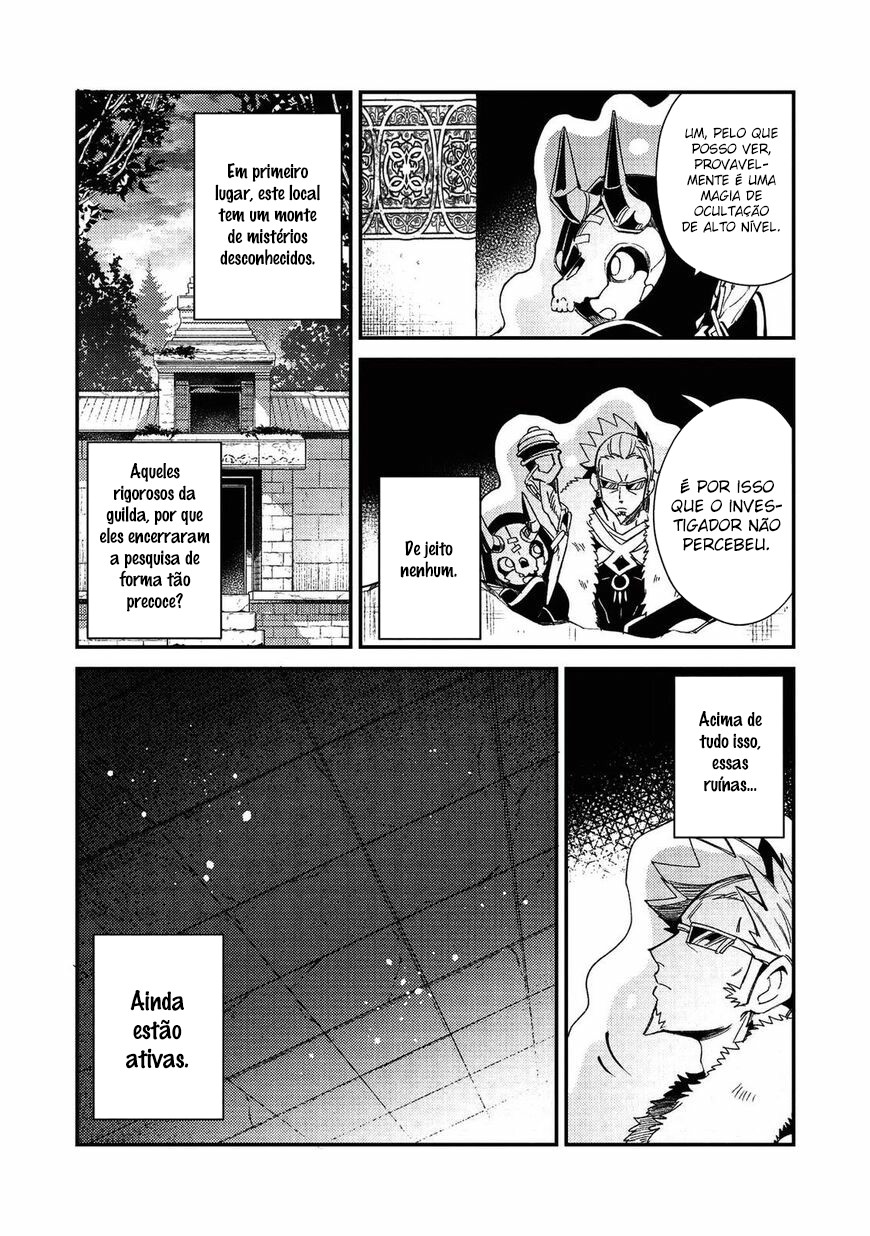 UM, PELO QUE
POSSO VER,
PROVAVEL-
MENTE É UMA
MAGIA DE
OCULTAÇÃO
DE ALTO NÍVEL.
É POR ISSO
QUE O INVES-
TIGADOR NÃO
PERCEBEU.
De jeito
nenhum.
Em primeiro
lugar, este local
tem um monte
de mistérios
desconhecidos.
Aqueles
rigorosos da
guilda, por que
eles encerraram
a pesquisa de
forma tão
precoce?
Acima de
tudo isso,
essas
ruínas...
Ainda
estão
ativas.